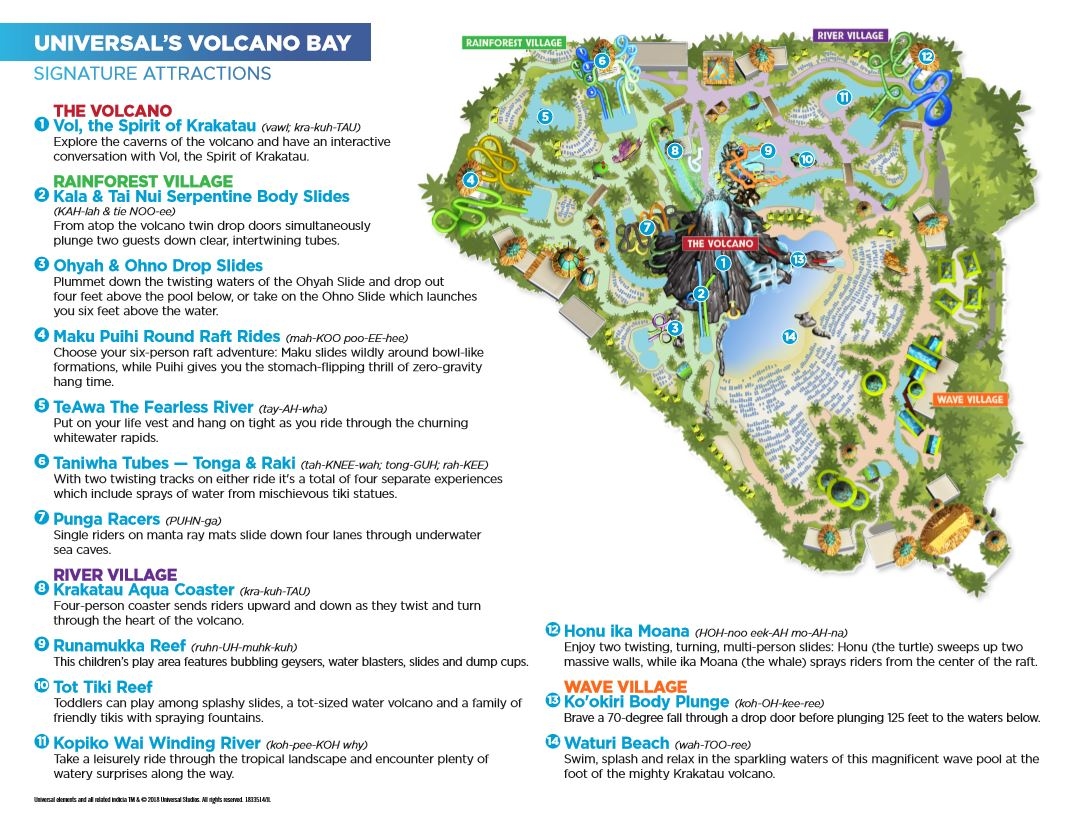 UNIVERSAL'S VOLCANO BAY
SIGNATURE ATTRACTIONS
THE VOLCANO
1 Vol, the Spirit of Krakatau (vawl; kra-kuh-TAU)
Explore the caverns of the volcano and have an interactive
conversation with Vol, the Spirit of Krakatau.
RAINFOREST VILLAGE
2 Kala & Tai Nui Serpentine Body Slides
(KAH-lah & tie NOO-ee)
From atop the volcano twin drop doors simultaneously
plunge two guests down clear, intertwining tubes.
3 Ohyah & Ohno Drop Slides
Plummet down the twisting waters of the Ohyah Slide and drop out
four feet above the pool below, or take on the Ohno Slide which launches
you six feet above the water.
4 Maku Puihi Round Raft Rides (mah-KOO poo-EE-hee)
Choose your six-person raft adventure: Maku slides wildly around bowl-like
formations, while Puihi gives you the stomach-flipping thrill of zero-gravity
hang time.
5 TeAwa The Fearless River (tay-AH-wha)
Put on your life vest and hang on tight as you ride through the churning
whitewater rapids.
6 Taniwha Tubes — Tonga & Raki (tah-KNEE-wah; tong-GUH; rah-KEE)
With two twisting tracks on either ride it's a total of four separate experiences
which include sprays of water from mischievous tiki statues.
7 Punga Racers (PUHN-ga)
Single riders on manta ray mats slide down four lanes through underwater
sea caves.
RIVER VILLAGE
8 Krakatau Aqua Coaster (kra-kuh-TAU)
Four-person coaster sends riders upward and down as they twist and turn
through the heart of the volcano.
9 Runamukka Reef (ruhn-UH-muhk-kuh)
This children's play area features bubbling geysers, water blasters, slides and dump cups.
10 Tot Tiki Reef
Toddlers can play among splashy slides, a tot-sized water volcano and a family of
friendly tikis with spraying fountains.
11 Kopiko Wai Winding River (koh-pee-KOH why)
Take a leisurely ride through the tropical landscape and encounter plenty of
watery surprises along the way.
Universal elements and all related indicia TM & © 2018 Universal Studios. All rights reserved. 1833514/JL
RAINFOREST VILLAGE
RIVER VILLAGE
6
12
11
5
8
9
10
4
7
THE VOLCANO
1
13
2
3
14
WAVE VILLAGE
12 Honu ika Moana (HOH-noo eek-AH mo-AH-na)
Enjoy two twisting, turning, multi-person slides: Honu (the turtle) sweeps up two
massive walls, while ika Moana (the whale) sprays riders from the center of the raft.
WAVE VILLAGE
13 Ko'okiri Body Plunge (koh-OH-kee-ree)
Brave a 70-degree fall through a drop door before plunging 125 feet to the waters below.
14 Waturi Beach (wah-TOO-ree)
Swim, splash and relax in the sparkling waters of this magnificent wave pool at the
foot of the mighty Krakatau volcano.